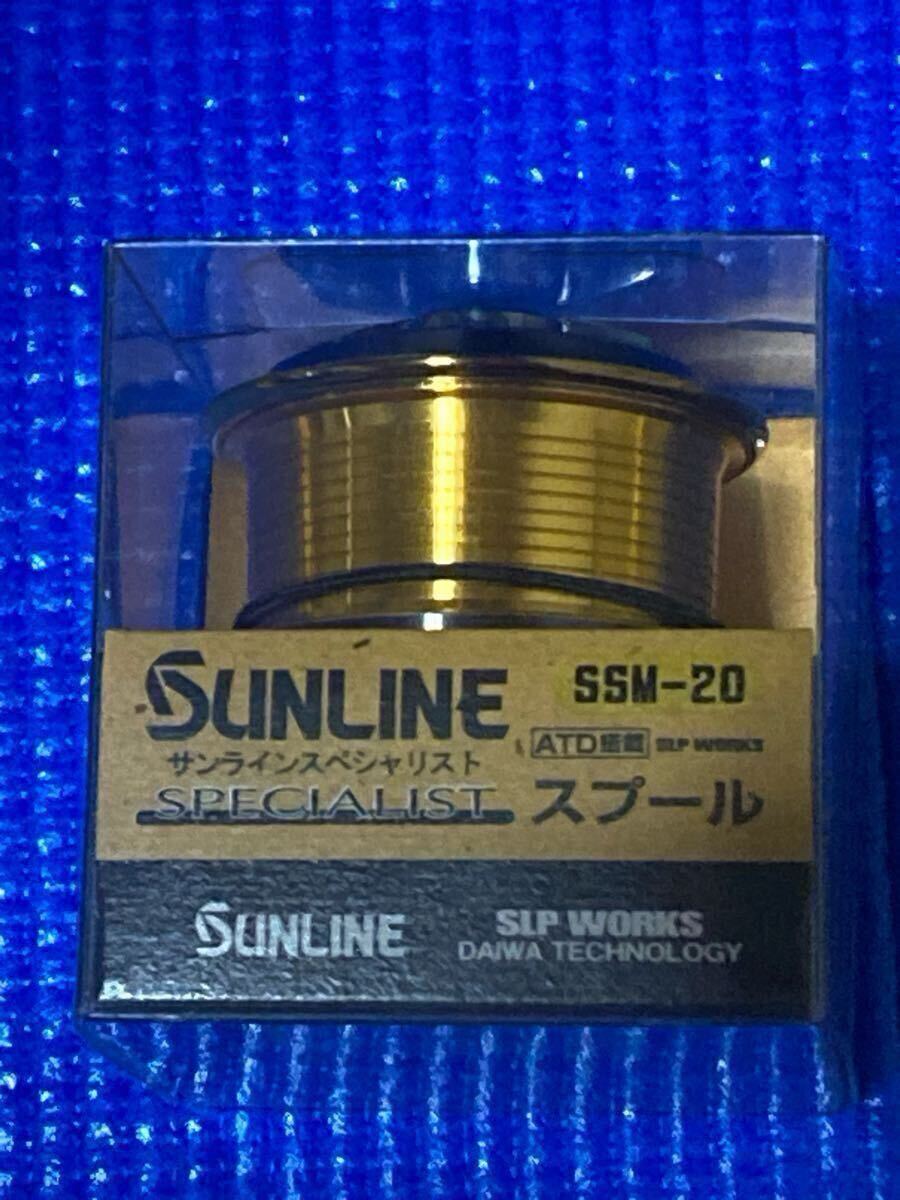 SUNLINE
SSM-20
サンラインスペシャリスト
ATD搭載 SLP WORKS
SPECIALIST
スプール
SUNLINE
SLP WORKS
DAIWA TECHNOLOGY